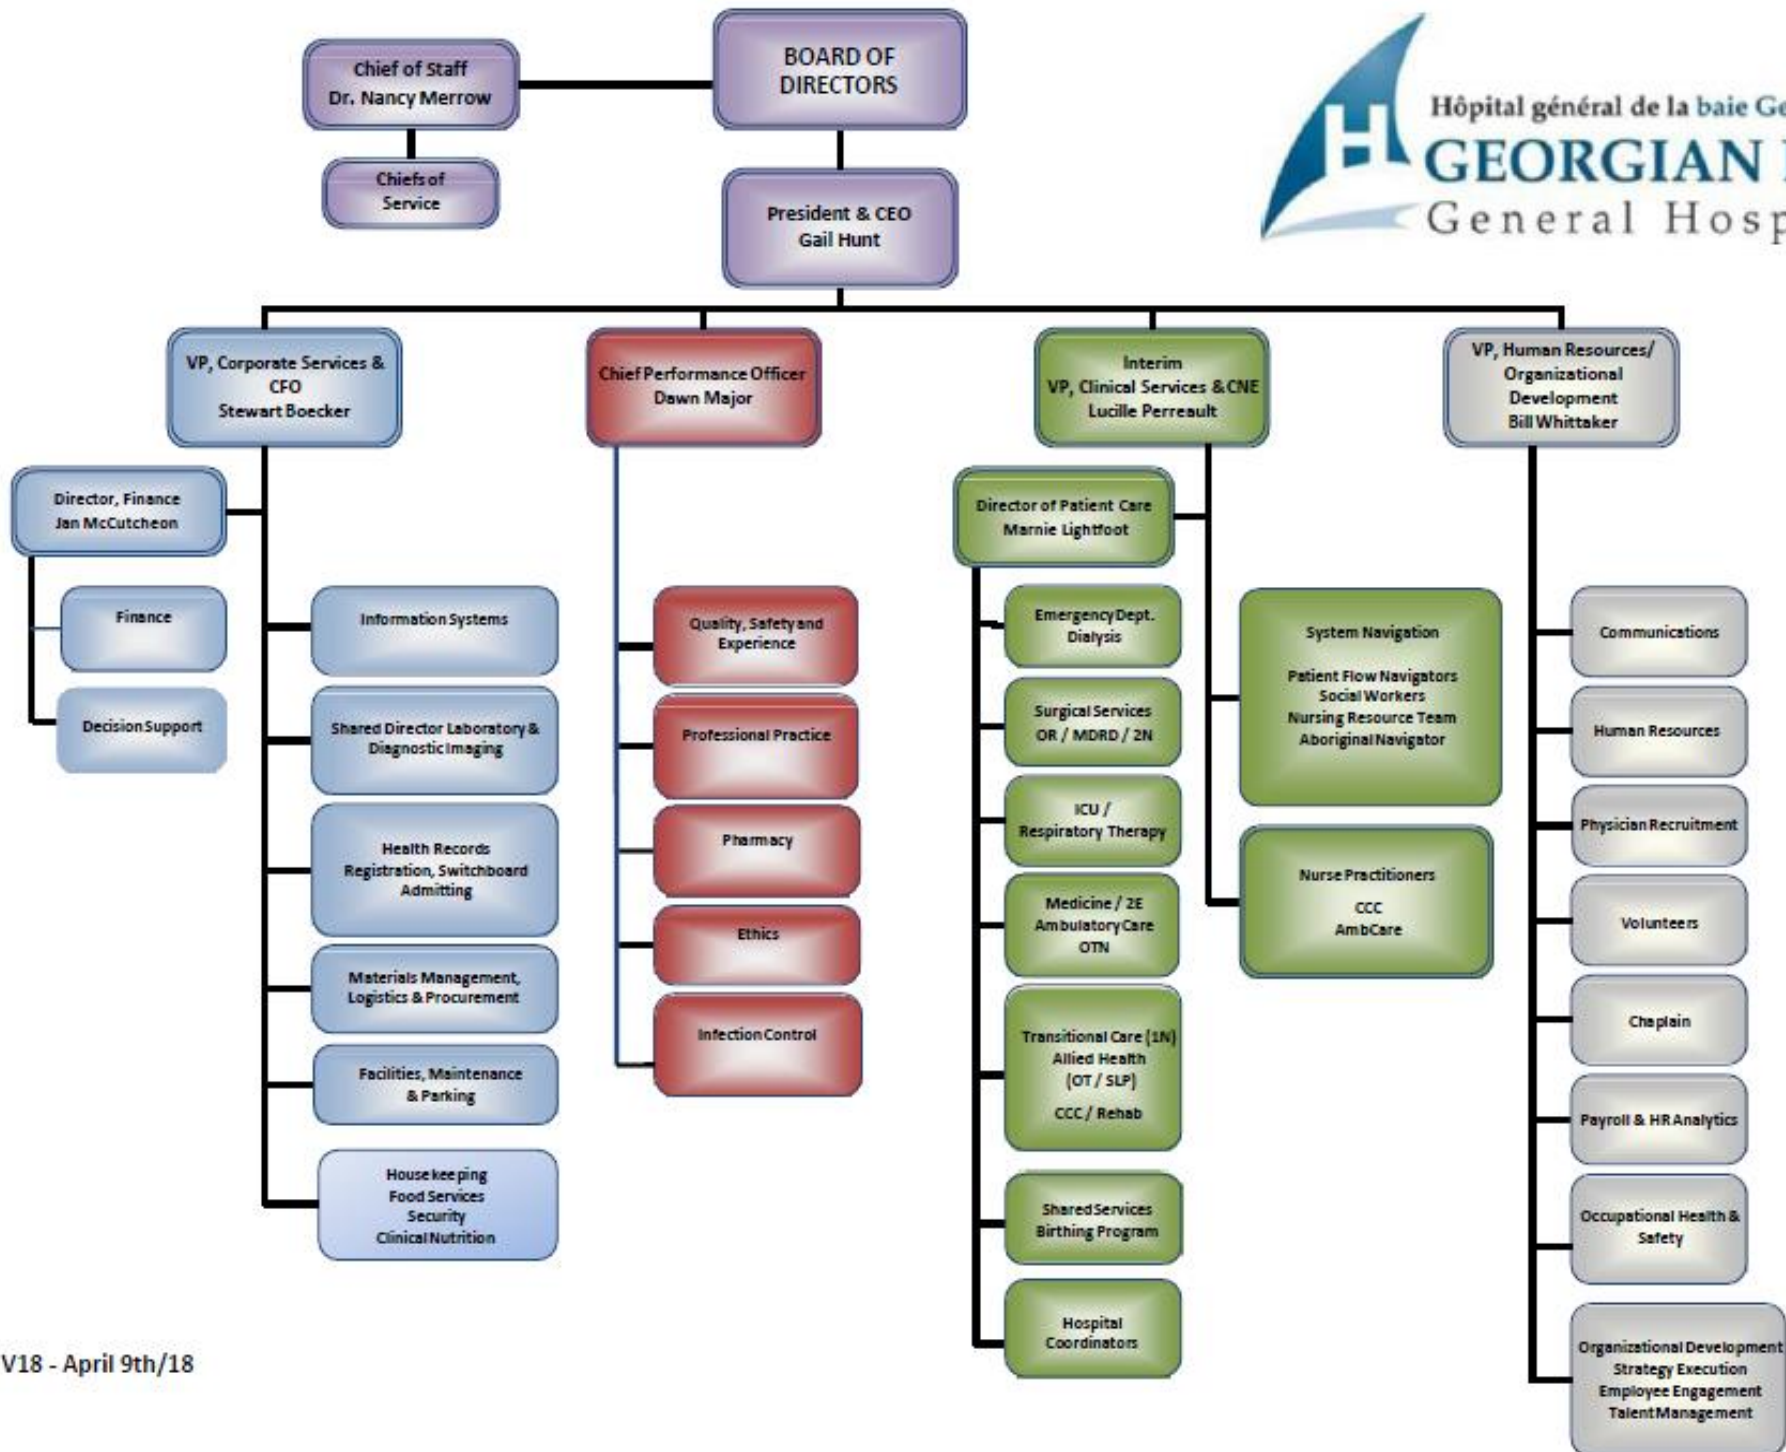 Chief of Staff
Dr. Nancy Merrow
BOARD OF
DIRECTORS
Hôpital général de la baie
GEORGIAN
General
Chiefs of
Service
President & CEO
Gail Hunt
VP, Corporate Services &
CFO
Stewart Boecker
Chief Performance Officer
Dawn Major
Interim
VP, Clinical Services & CNE
Lucille Perreault
VP, Human Resources/
Organizational
Development
Bill Whittaker
Director, Finance
Jan McCutcheon
Finance
Decision Support
Information Systems
Shared Director Laboratory &
Diagnostic Imaging
Health Records
Registration, Switchboard
Admitting
Materials Management,
Logistics & Procurement
Facilities, Maintenance
& Parking
Housekeeping
Food Services
Security
Clinical Nutrition
Quality, Safety and
Experience
Professional Practice
Pharmacy
Ethics
Infection Control
Director of Patient Care
Marnie Lightfoot
Emergency Dept.
Dialysis
Surgical Services
OR / MDRD / 2N
ICU /
Respiratory Therapy
Medicine / 2E
Ambulatory Care
OTN
Transitional Care (1N)
Allied Health
(OT / SLP)
CCC / Rehab
Shared Services
Birthing Program
Hospital
Coordinators
System Navigation
Patient Flow Navigators
Social Workers
Nursing Resource Team
Aboriginal Navigator
Nurse Practitioners
CCC
AmbCare
Communications
Human Resources
Physician Recruitment
Volunteers
Chaplain
Payroll & HR Analytics
Occupational Health &
Safety
Organizational Development
Strategy Execution
Employee Engagement
Talent Management
V18 - April 9th/18